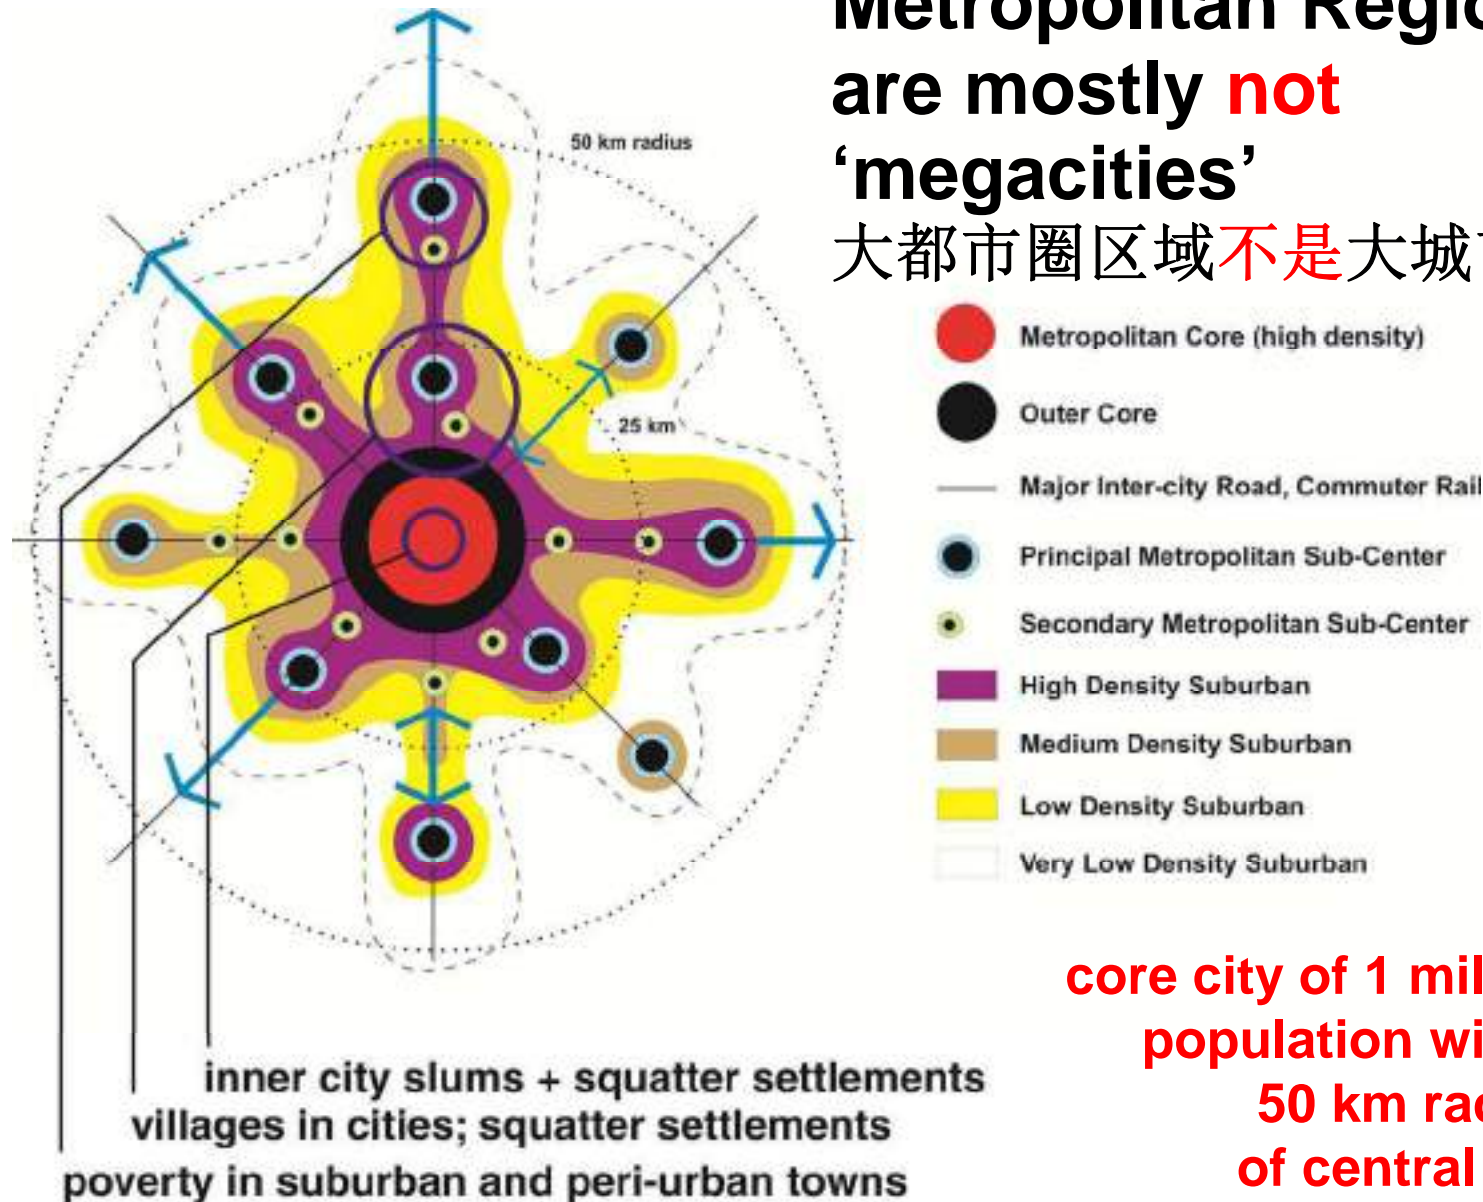 Metropolitan Regio
are mostly not
‘megacities’
大都市圈区域不是大城
50 km radius
25 km
Metropolitan Core (high density)
Outer Core
Major Inter-city Road, Commuter Rail
Principal Metropolitan Sub-Center
Secondary Metropolitan Sub-Center
High Density Suburban
Medium Density Suburban
Low Density Suburban
Very Low Density Suburban
core city of 1 mil
population wi
50 km rad
of central
inner city slums + squatter settlements
villages in cities; squatter settlements
poverty in suburban and peri-urban towns